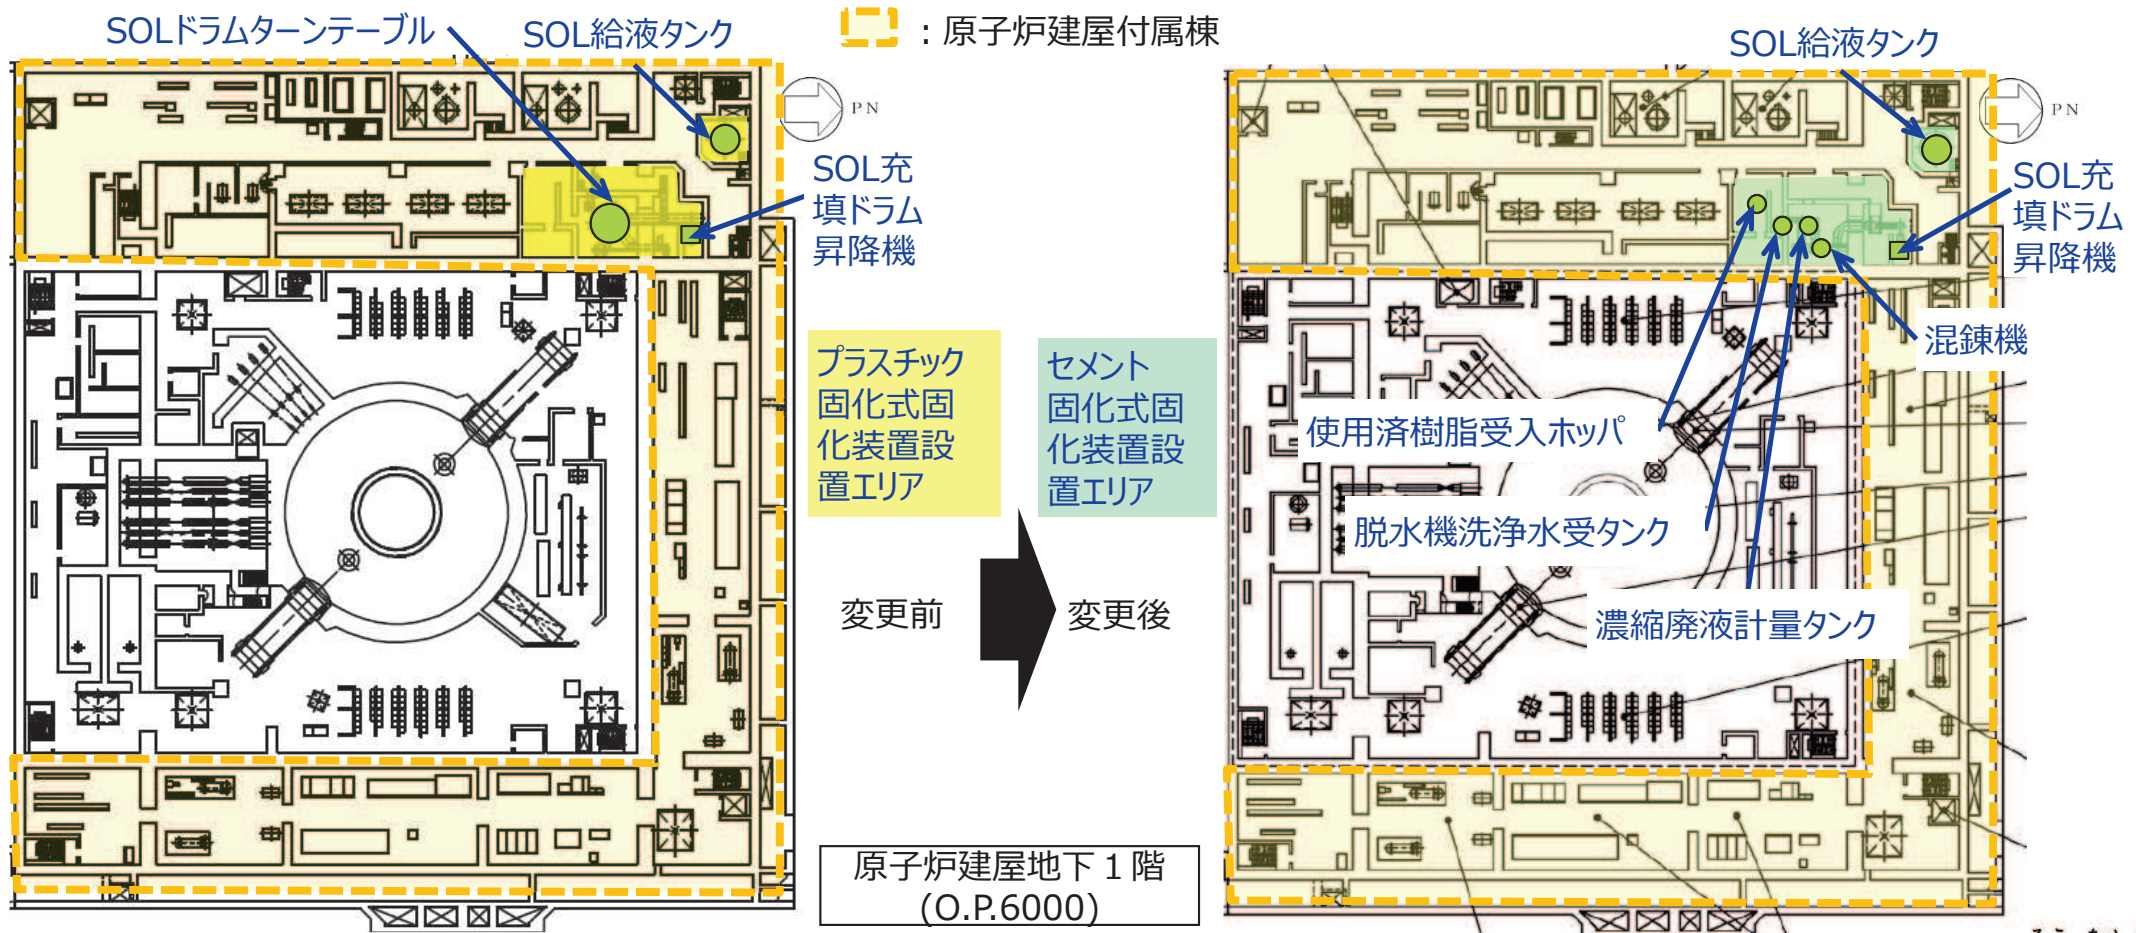 SOLドラムターンテーブル
SOL給液タンク
：原子炉建屋付属棟
SOL給液タンク
PN
PN
SOL充
填ドラム
昇降機
SOL充
填ドラム
昇降機
混錬機
プラスチック
固化式固
化装置設
置エリア
セメント
固化式固
化装置設
置エリア
使用済樹脂受入ホッパ
脱水機洗浄水受タンク
濃縮廃液計量タンク
変更前
変更後
原子炉建屋地下１階
(O.P.6000)